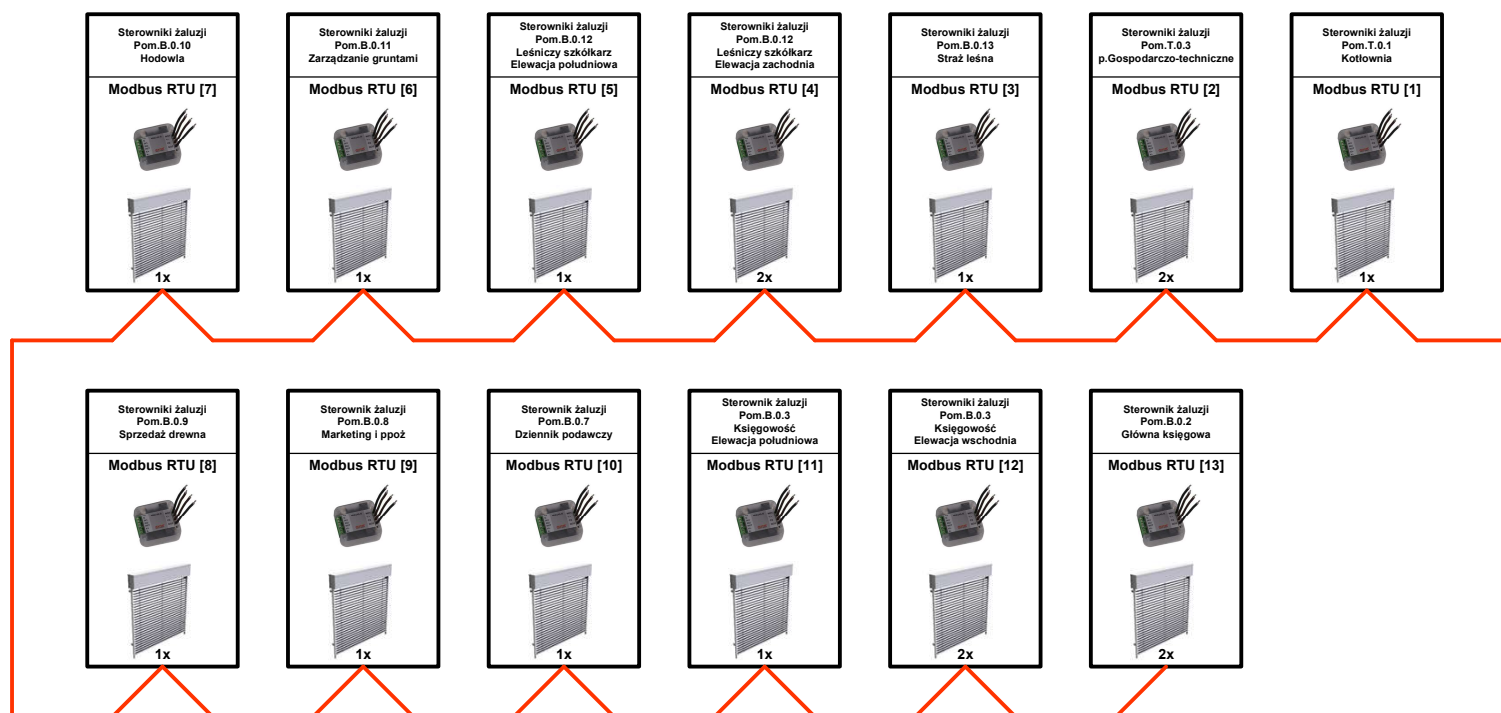 Sterowniki żaluzji
Pom.B.0.10
Hodowla
Modbus RTU [7]
1x
Sterowniki żaluzji
Pom.B.0.11
Zarządzanie gruntami
Modbus RTU [6]
1x
Sterowniki żaluzji
Pom.B.0.12
Leśniczy szkółkarz
Elewacja południowa
Modbus RTU [5]
1x
Sterowniki żaluzji
Pom.B.0.12
Leśniczy szkółkarz
Elewacja zachodnia
Modbus RTU [4]
2x
Sterowniki żaluzji
Pom.B.0.13
Straż leśna
Modbus RTU [3]
1x
Sterowniki żaluzji
Pom.T.0.3
p.Gospodarczo-techniczne
Modbus RTU [2]
2x
Sterowniki żaluzji
Pom.T.0.1
Kotłownia
Modbus RTU [1]
1x
Sterowniki żaluzji
Pom.B.0.9
Sprzedaż drewna
Modbus RTU [8]
1x
Sterownik żaluzji
Pom.B.0.8
Marketing i ppoż
Modbus RTU [9]
1x
Sterownik żaluzji
Pom.B.0.7
Dziennik podawczy
Modbus RTU [10]
1x
Sterownik żaluzji
Pom.B.0.3
Księgowość
Elewacja południowa
Modbus RTU [11]
1x
Sterowniki żaluzji
Pom.B.0.3
Księgowość
Elewacja wschodnia
Modbus RTU [12]
2x
Sterownik żaluzji
Pom.B.0.2
Główna księgowa
Modbus RTU [13]
2x